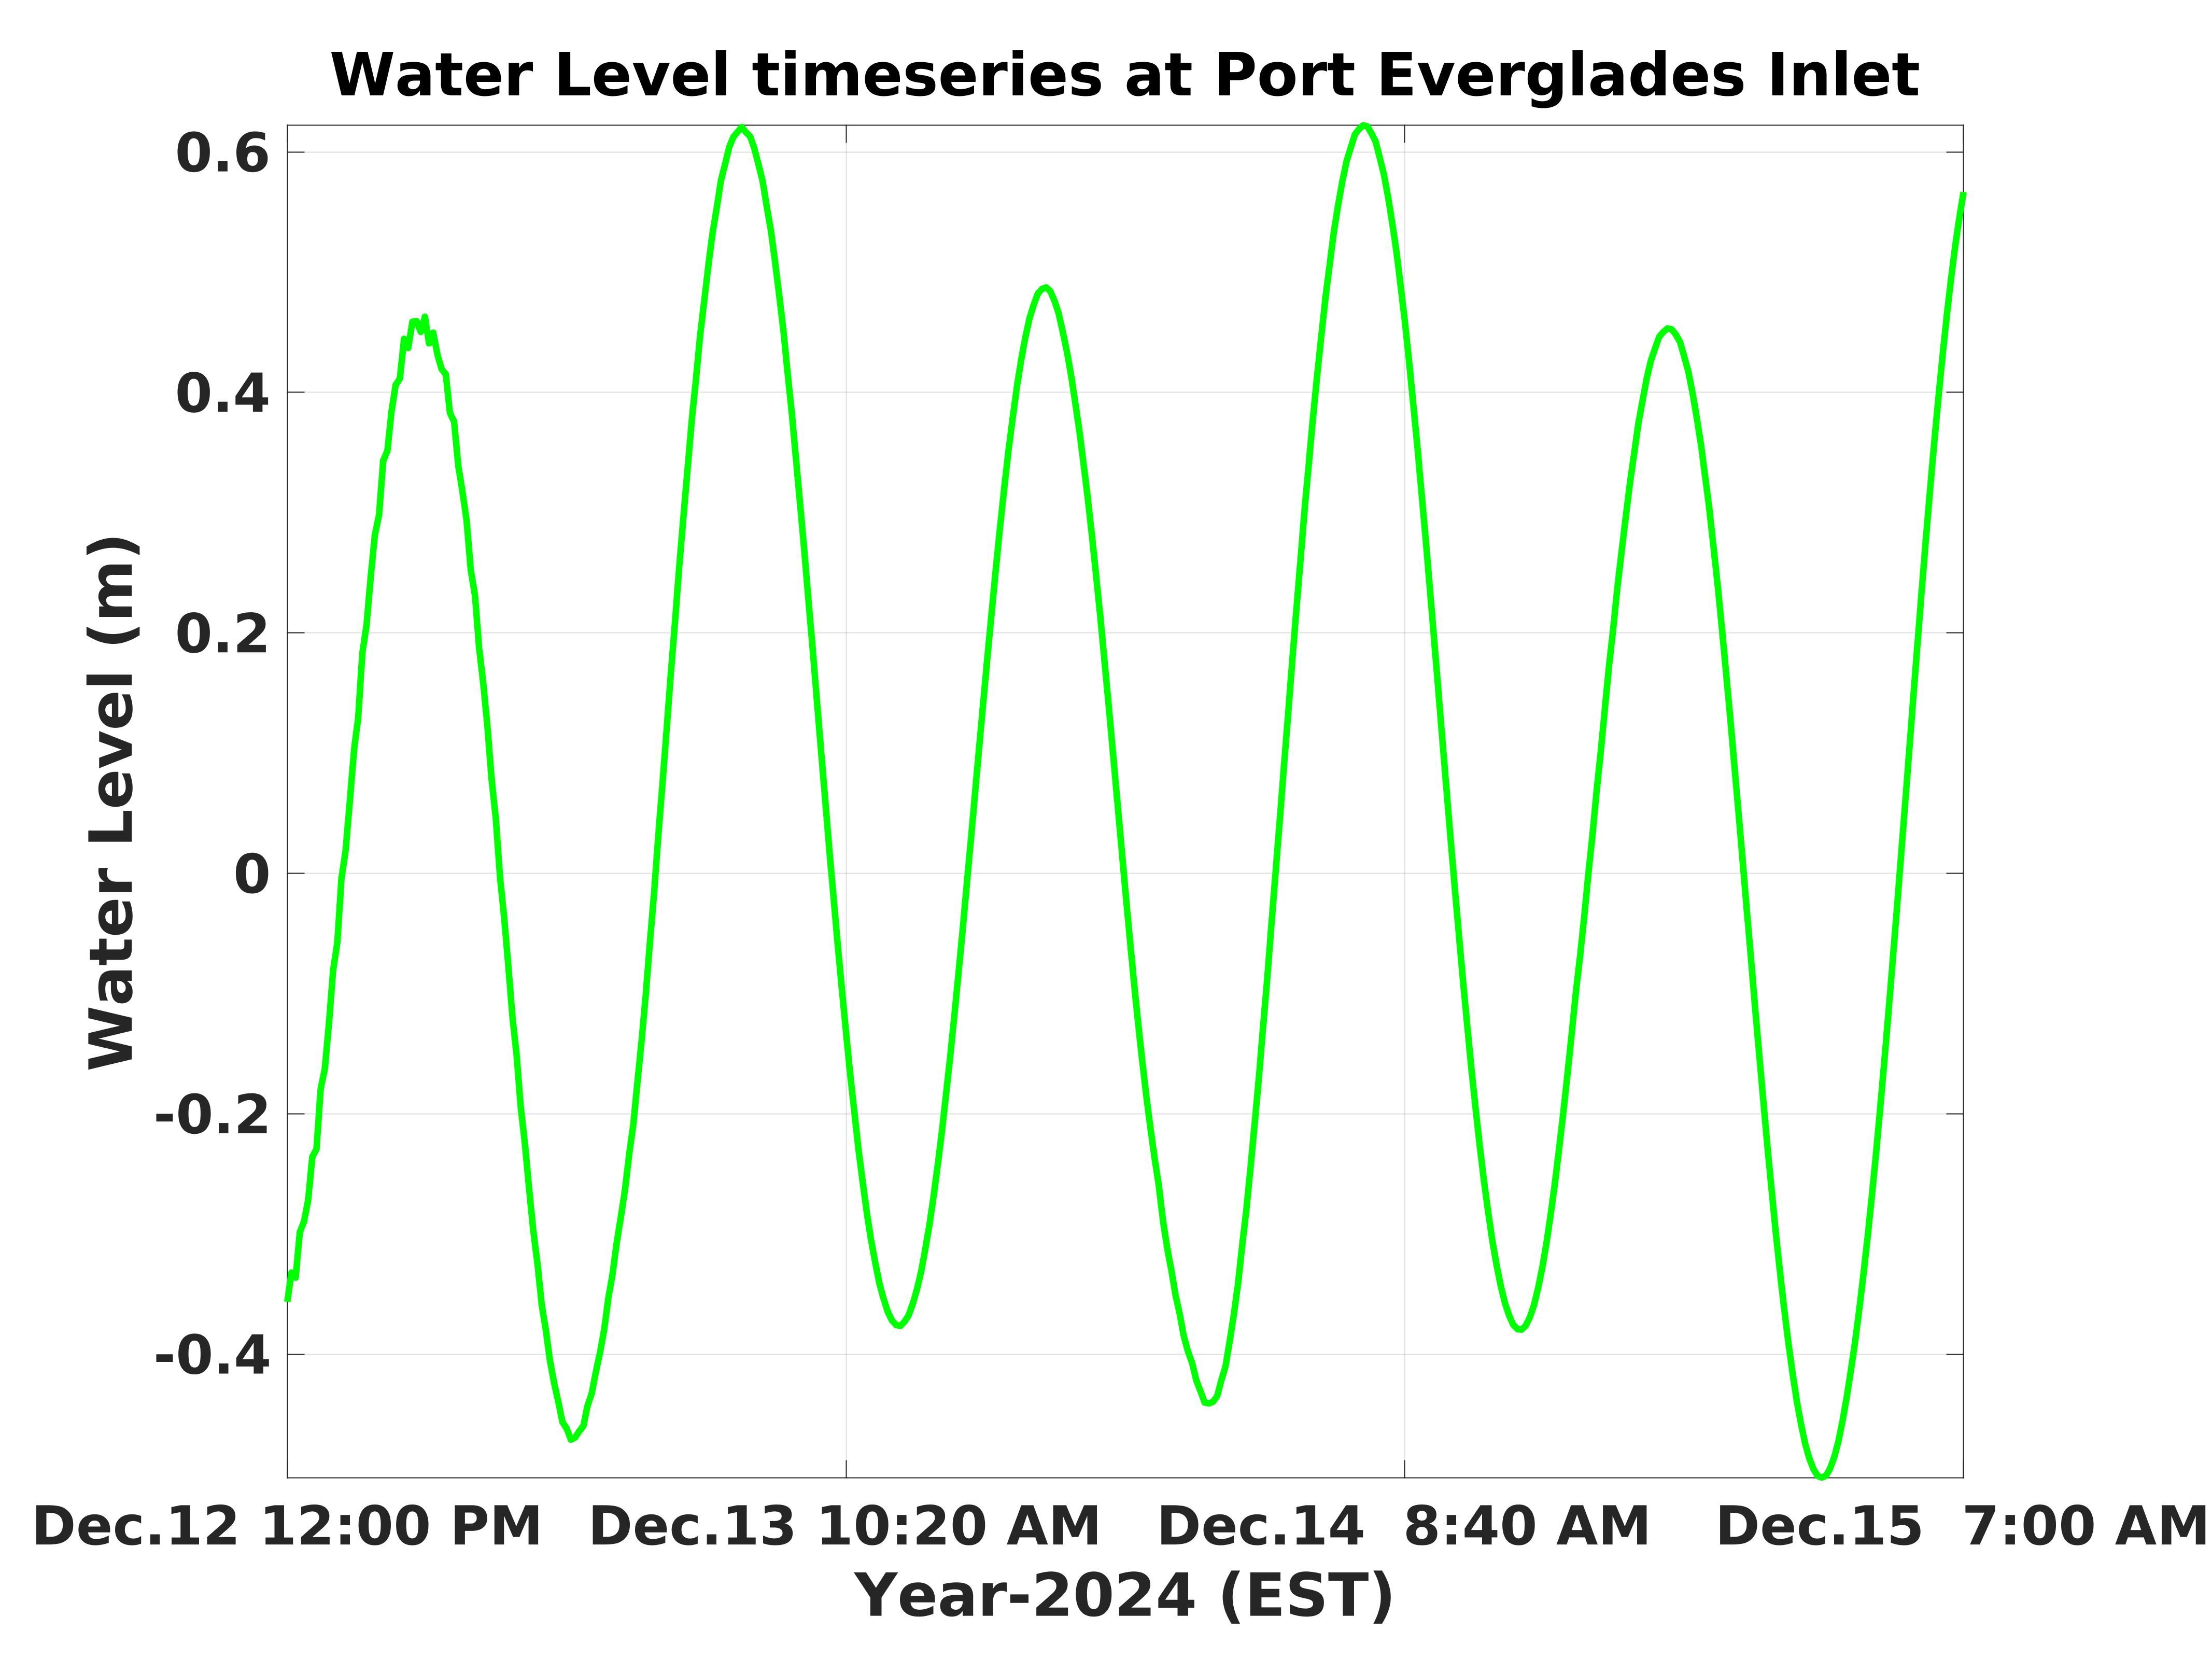 Water Level timeseries at Port Everglades Inlet
0.6
0.4
0.2
0
-0.2
-0.4
Water Level (m)
Dec.12 12:00 PM Dec.13 10:20 AM Dec.14 8:40 AM Dec.15 7:00 AM
Year-2024 (EST)